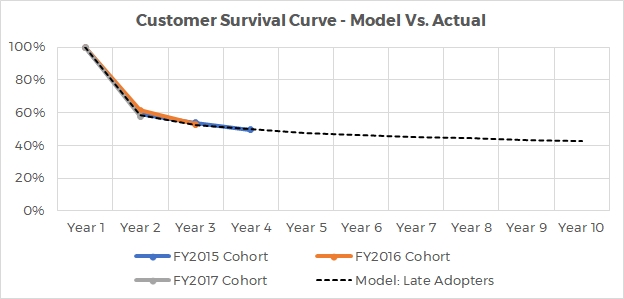 Customer Survival Curve - Model Vs. Actual
100%
80%
60%
40%
20%
0%
Year 1 Year 2 Year 3 Year 4 Year 5 Year 6 Year 7 Year 8 Year 9 Year 10
FY2015 Cohort FY2016 Cohort
FY2017 Cohort Model: Late Adopters